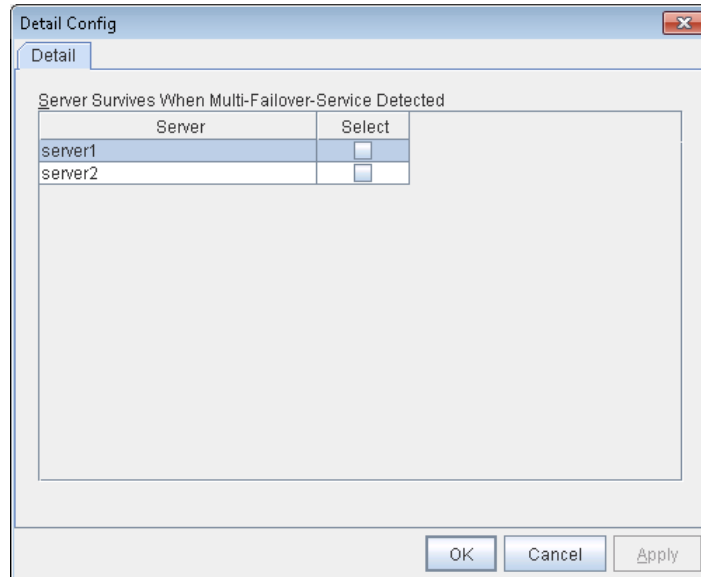 Detail Config
Detail
Server Survives When Multi-Failover-Service Detected
Server Select
server1
server2
OK Cancel Apply